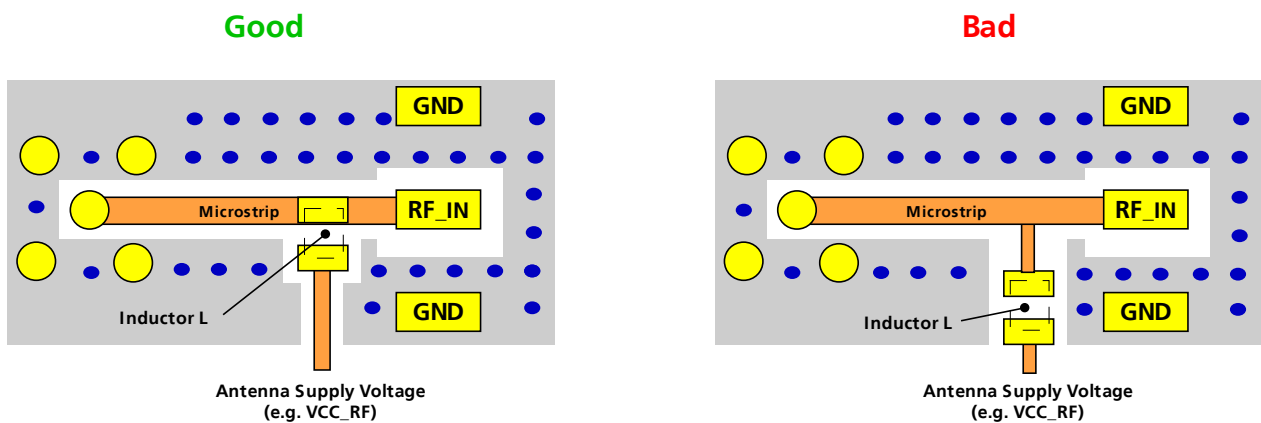 Good
GND
Microstrip
RF_IN
Inductor L
GND
Antenna Supply Voltage
(e.g. VCC_RF)
Bad
GND
Microstrip
RF_IN
Inductor L
GND
Antenna Supply Voltage
(e.g. VCC_RF)